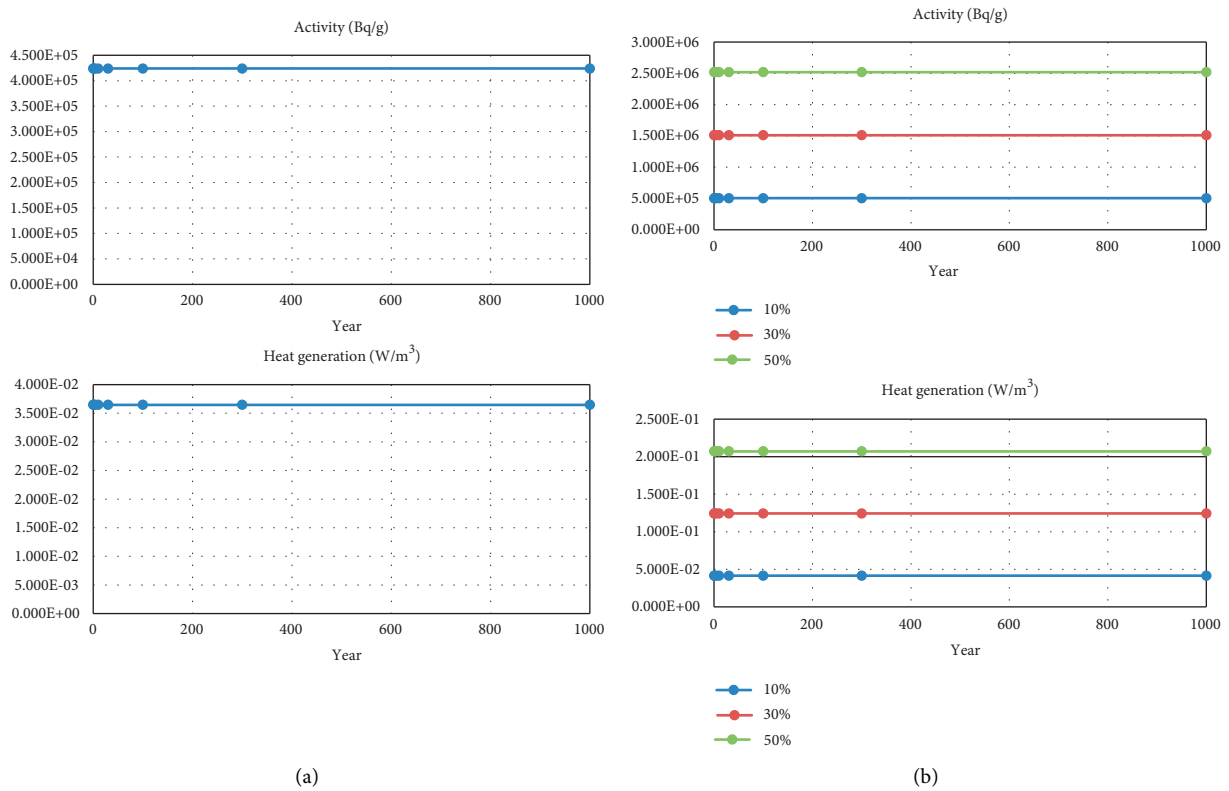 Activity (Bq/g)
4.500E+05
4.000E+05
3.500E+05
3.000E+05
2.500E+05
2.000E+05
1.500E+05
1.000E+05
5.000E+04
0.000E+00
0 200 400 600 800 1000
Year
Heat generation (W/m³)
4.000E-02
3.500E-02
3.000E-02
2.500E-02
2.000E-02
1.500E-02
1.000E-02
5.000E-03
0.000E+00
0 200 400 600 800 1000
Year
(a)
Activity (Bq/g)
3.000E+06
2.500E+06
2.000E+06
1.500E+06
1.000E+06
5.000E+05
0.000E+00
0 200 400 600 800 1000
Year
10%
30%
50%
Heat generation (W/m³)
2.500E-01
2.000E-01
1.500E-01
1.000E-01
5.000E-02
0.000E+00
0 200 400 600 800 1000
Year
10%
30%
50%
(b)